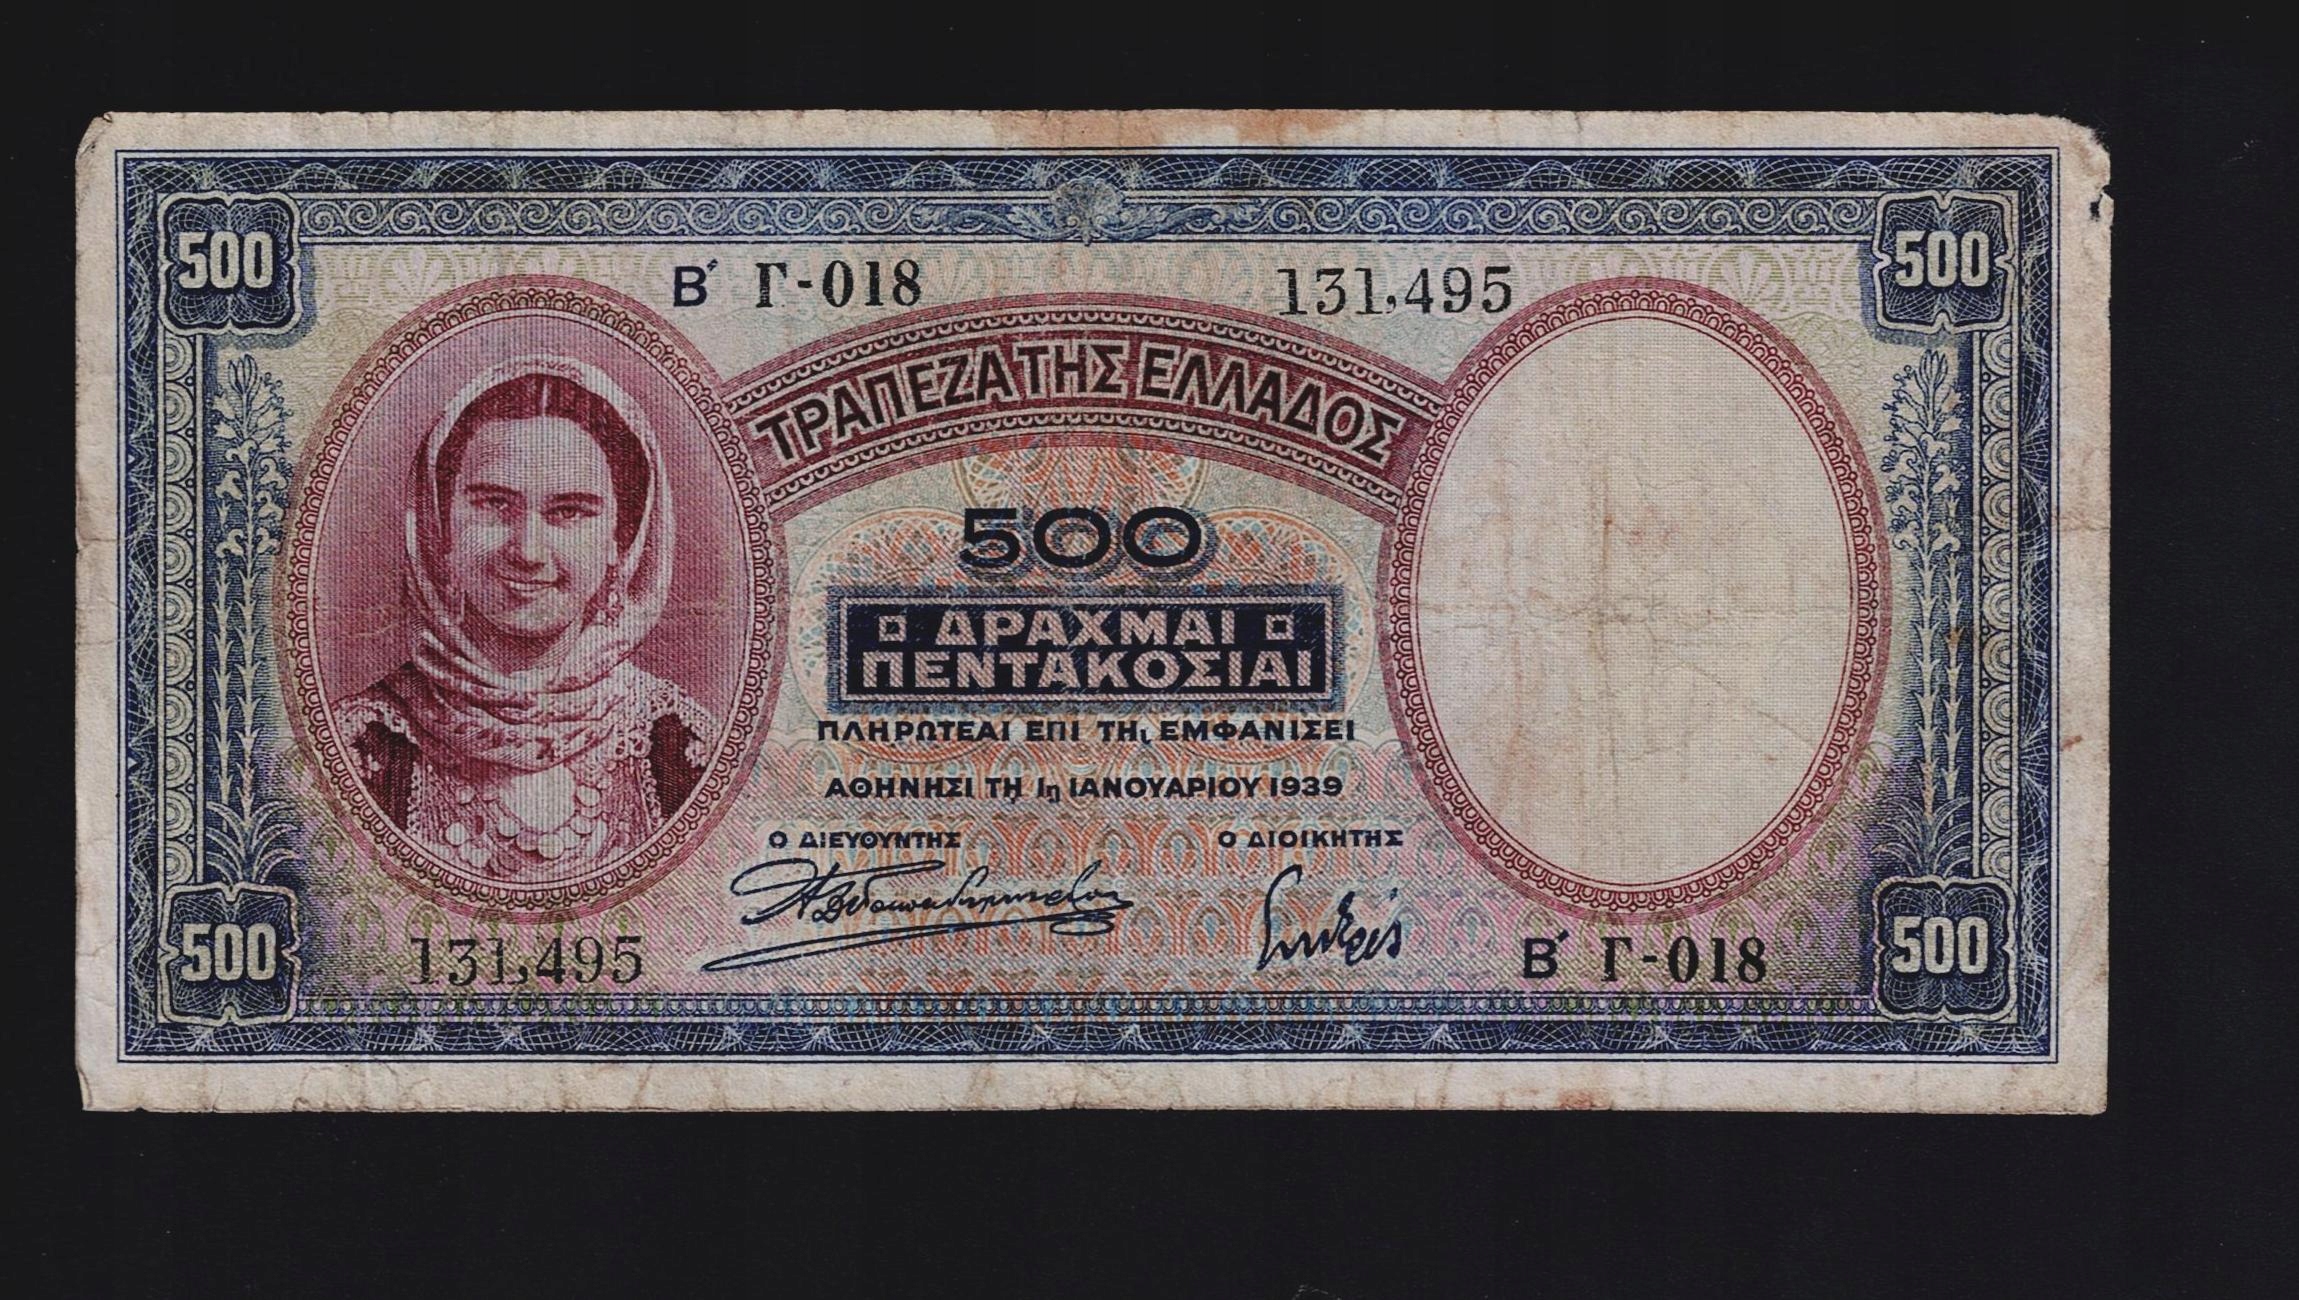 500 500
Β΄ Γ-018 131,495
ΤΡΑΠΕΖΑ ΤΗΣ ΕΛΛΑΔΟΣ
500
ΔΡΑΧΜΑΙ
ΠΕΝΤΑΚΟΣΙΑΙ
ΠΛΗΡΩΤΕΑΙ ΕΠΙ ΤΗι ΕΜΦΑΝΙΣΕΙ
ΑΘΗΝΗΣΙ ΤΗ 1η ΙΑΝΟΥΑΡΙΟΥ 1939
Ο ΔΙΕΥΘΥΝΤΗΣ Ο ΔΙΟΙΚΗΤΗΣ
131,495 Β΄ Γ-018
500 500